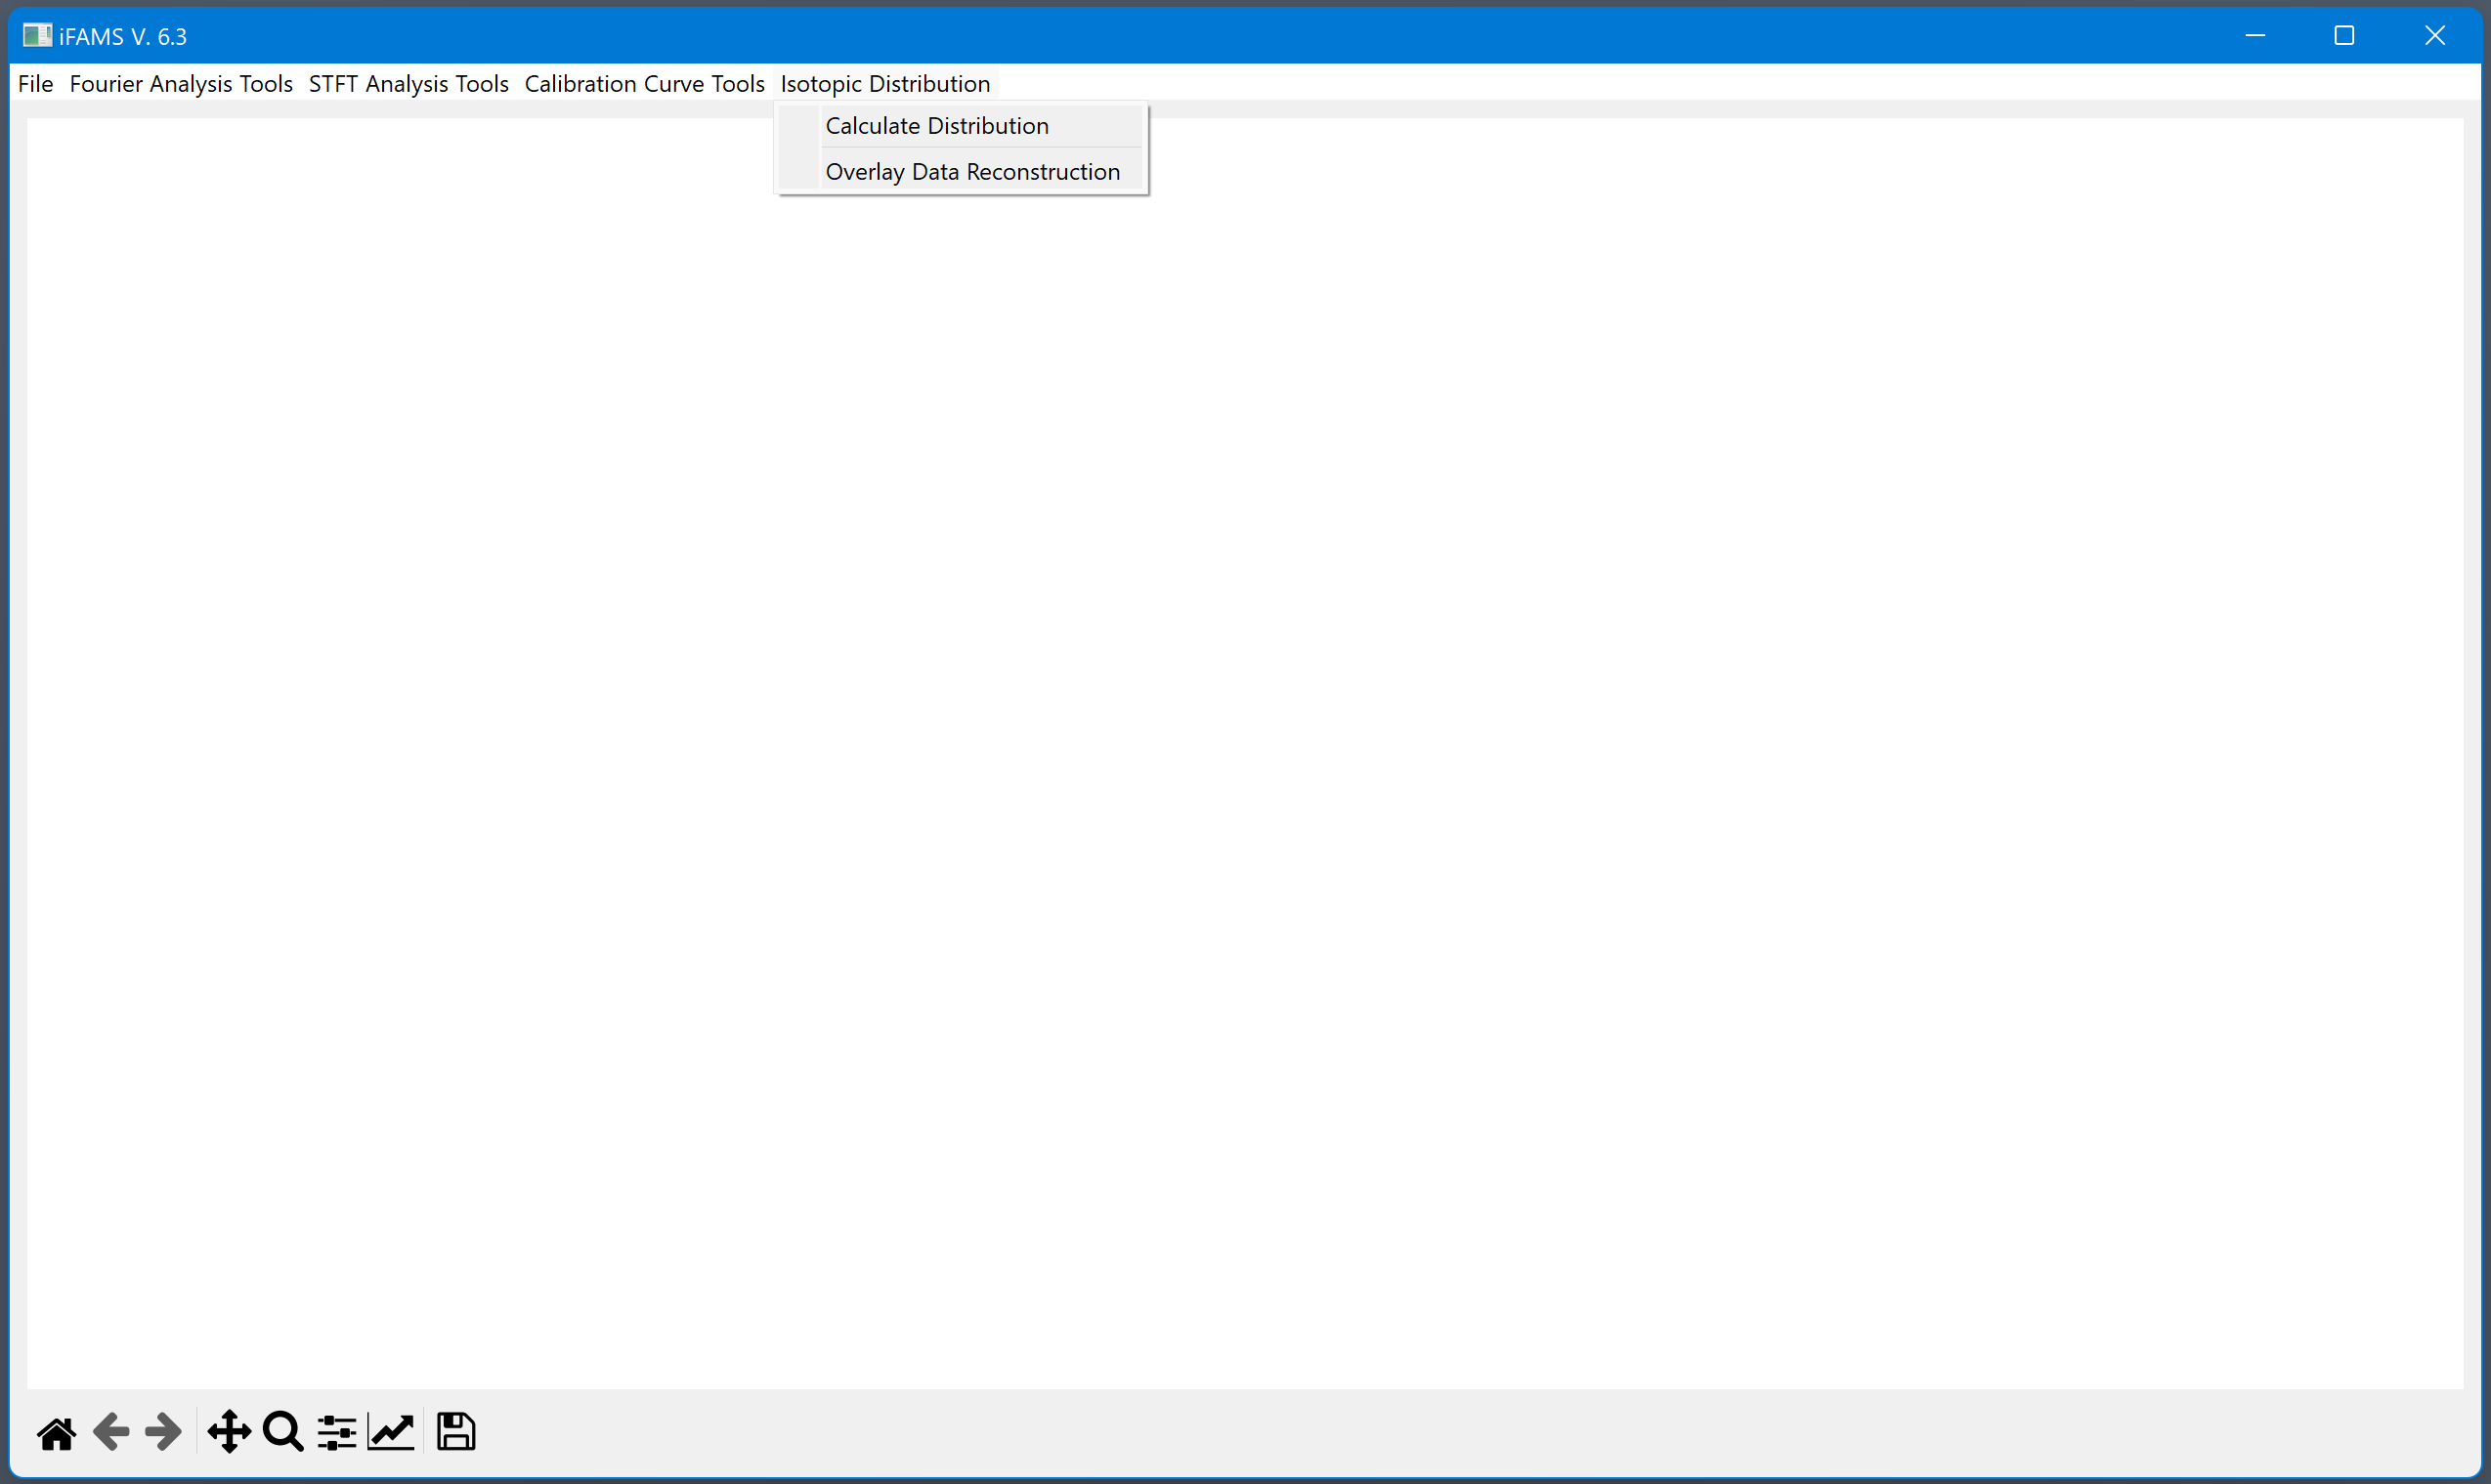 iFAMS V. 6.3
File Fourier Analysis Tools STFT Analysis Tools Calibration Curve Tools Isotopic Distribution
Calculate Distribution
Overlay Data Reconstruction